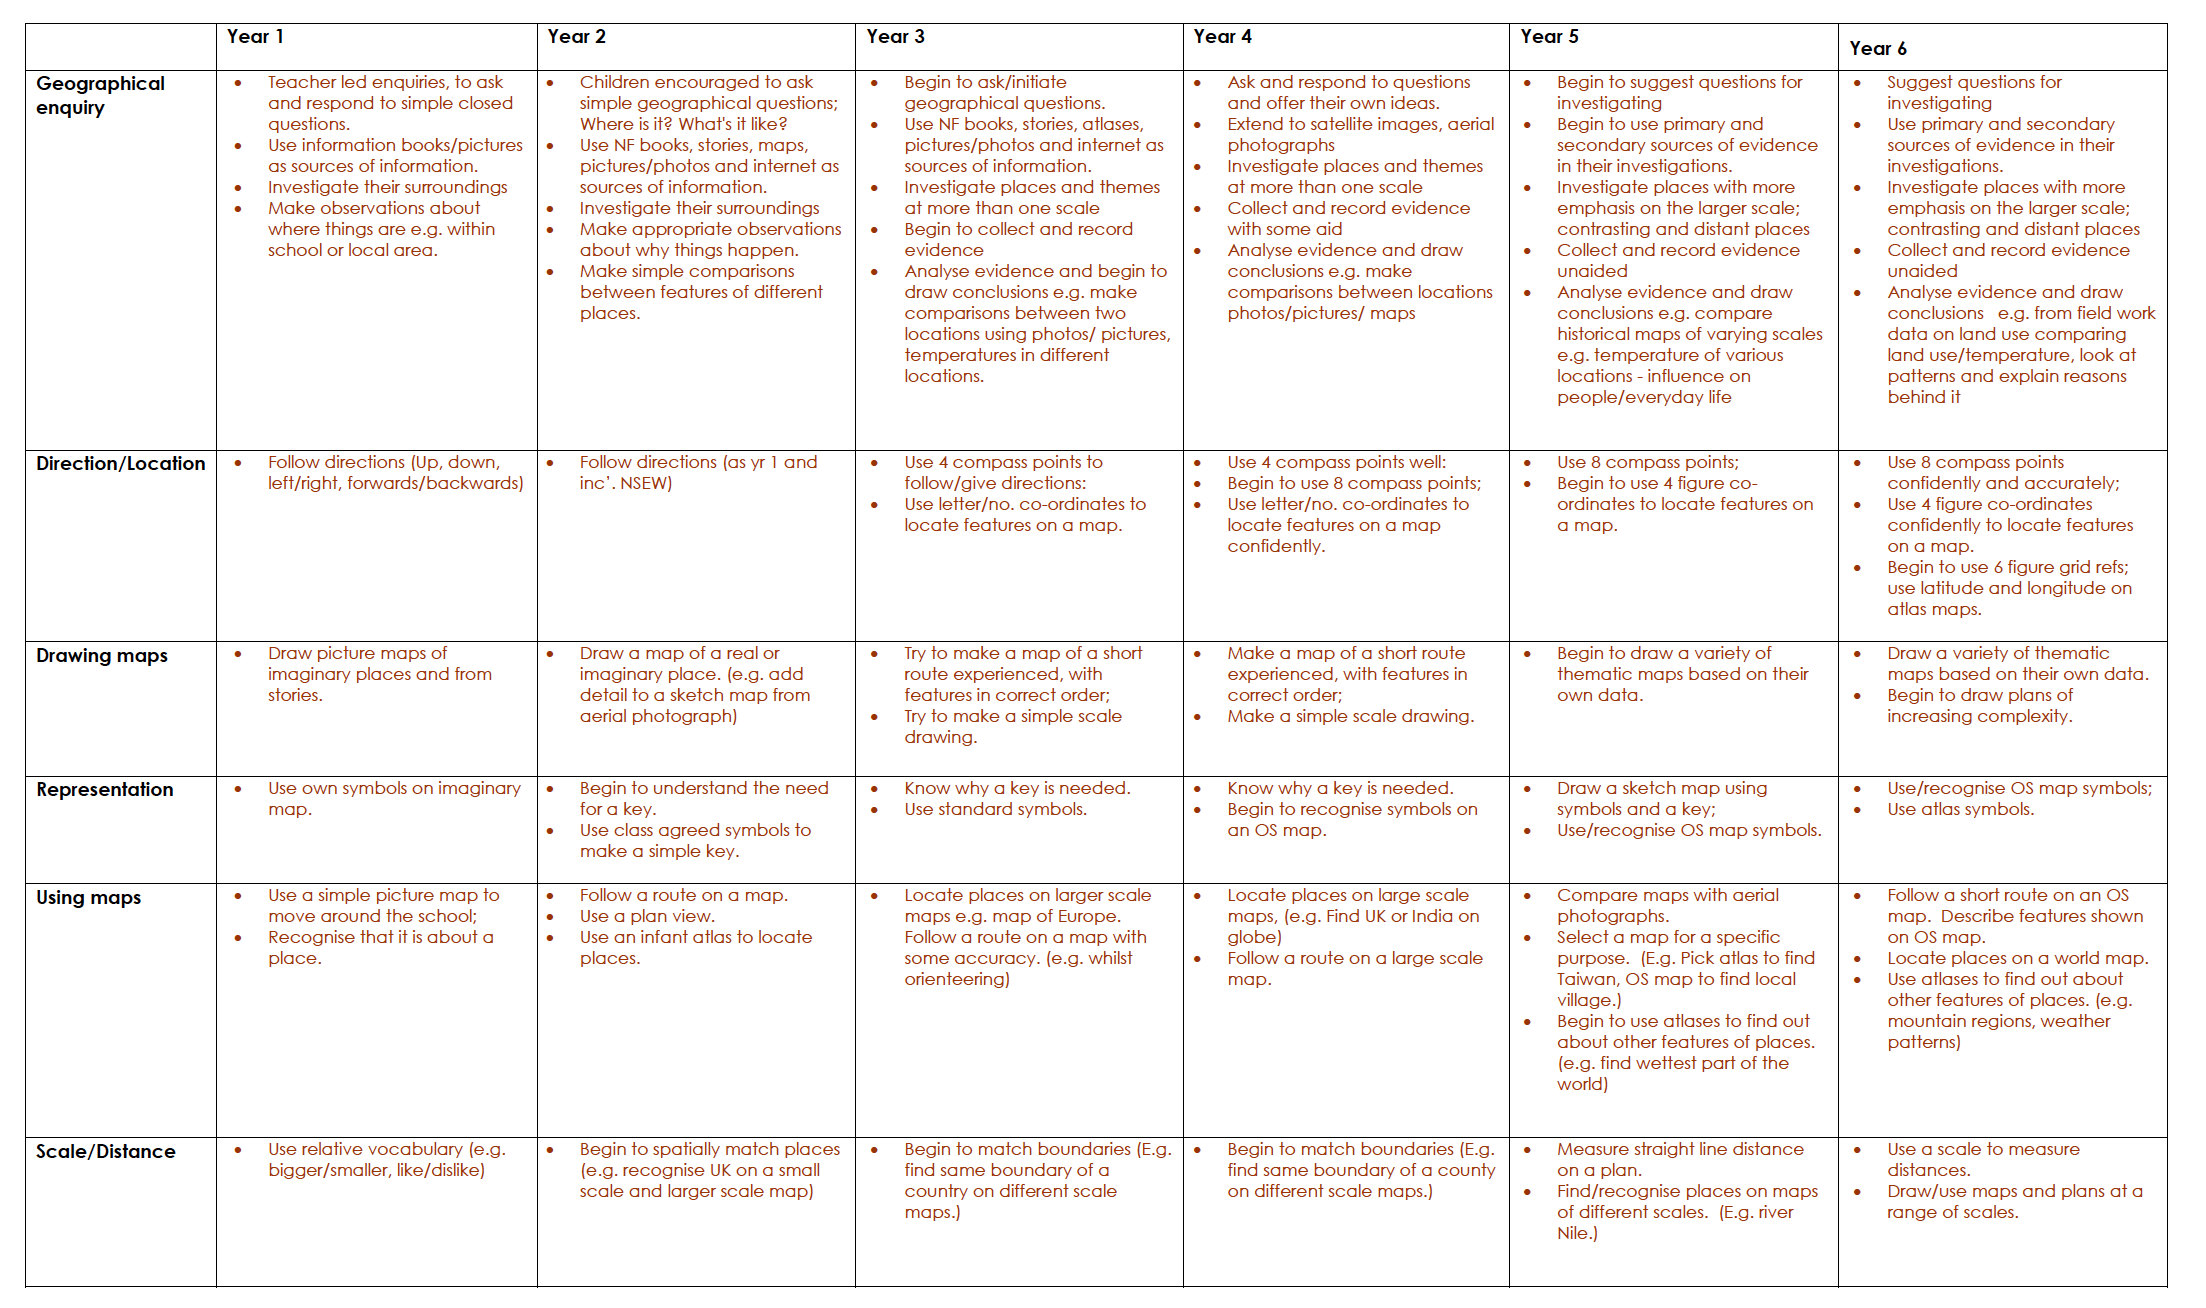 Year 1
Year 2
Year 3
Year 4
Year 5
Year 6
Geographical
enquiry
• Teacher led enquiries, to ask
and respond to simple closed
questions.
• Use information books/pictures
as sources of information.
• Investigate their surroundings
• Make observations about
where things are e.g. within
school or local area.
• Children encouraged to ask
simple geographical questions;
Where is it? What's it like?
• Use NF books, stories, maps,
pictures/photos and internet as
sources of information.
• Investigate their surroundings
• Make appropriate observations
about why things happen.
• Make simple comparisons
between features of different
places.
• Begin to ask/initiate
geographical questions.
• Use NF books, stories, atlases,
pictures/photos and internet as
sources of information.
• Investigate places and themes
at more than one scale
• Begin to collect and record
evidence
• Analyse evidence and begin to
draw conclusions e.g. make
comparisons between two
locations using photos/ pictures,
temperatures in different
locations.
• Ask and respond to questions
and offer their own ideas.
• Extend to satellite images, aerial
photographs
• Investigate places and themes
at more than one scale
• Collect and record evidence
with some aid
• Analyse evidence and draw
conclusions e.g. make
comparisons between locations
photos/pictures/ maps
• Begin to suggest questions for
investigating
• Begin to use primary and
secondary sources of evidence
in their investigations.
• Investigate places with more
emphasis on the larger scale;
contrasting and distant places
• Collect and record evidence
unaided
• Analyse evidence and draw
conclusions e.g. compare
historical maps of varying scales
e.g. temperature of various
locations - influence on
people/everyday life
• Suggest questions for
investigating
• Use primary and secondary
sources of evidence in their
investigations.
• Investigate places with more
emphasis on the larger scale;
contrasting and distant places
• Collect and record evidence
unaided
• Analyse evidence and draw
conclusions   e.g. from field work
data on land use comparing
land use/temperature, look at
patterns and explain reasons
behind it
Direction/Location
• Follow directions (Up, down,
left/right, forwards/backwards)
• Follow directions (as yr 1 and
inc’. NSEW)
• Use 4 compass points to
follow/give directions:
• Use letter/no. co-ordinates to
locate features on a map.
• Use 4 compass points well:
• Begin to use 8 compass points;
• Use letter/no. co-ordinates to
locate features on a map
confidently.
• Use 8 compass points;
• Begin to use 4 figure co-
ordinates to locate features on
a map.
• Use 8 compass points
confidently and accurately;
• Use 4 figure co-ordinates
confidently to locate features
on a map.
• Begin to use 6 figure grid refs;
use latitude and longitude on
atlas maps.
Drawing maps
• Draw picture maps of
imaginary places and from
stories.
• Draw a map of a real or
imaginary place. (e.g. add
detail to a sketch map from
aerial photograph)
• Try to make a map of a short
route experienced, with
features in correct order;
• Try to make a simple scale
drawing.
• Make a map of a short route
experienced, with features in
correct order;
• Make a simple scale drawing.
• Begin to draw a variety of
thematic maps based on their
own data.
• Draw a variety of thematic
maps based on their own data.
• Begin to draw plans of
increasing complexity.
Representation
• Use own symbols on imaginary
map.
• Begin to understand the need
for a key.
• Use class agreed symbols to
make a simple key.
• Know why a key is needed.
• Use standard symbols.
• Know why a key is needed.
• Begin to recognise symbols on
an OS map.
• Draw a sketch map using
symbols and a key;
• Use/recognise OS map symbols.
• Use/recognise OS map symbols;
• Use atlas symbols.
Using maps
• Use a simple picture map to
move around the school;
• Recognise that it is about a
place.
• Follow a route on a map.
• Use a plan view.
• Use an infant atlas to locate
places.
• Locate places on larger scale
maps e.g. map of Europe.
Follow a route on a map with
some accuracy. (e.g. whilst
orienteering)
• Locate places on large scale
maps, (e.g. Find UK or India on
globe)
• Follow a route on a large scale
map.
• Compare maps with aerial
photographs.
• Select a map for a specific
purpose.  (E.g. Pick atlas to find
Taiwan, OS map to find local
village.)
• Begin to use atlases to find out
about other features of places.
(e.g. find wettest part of the
world)
• Follow a short route on an OS
map.  Describe features shown
on OS map.
• Locate places on a world map.
• Use atlases to find out about
other features of places. (e.g.
mountain regions, weather
patterns)
Scale/Distance
• Use relative vocabulary (e.g.
bigger/smaller, like/dislike)
• Begin to spatially match places
(e.g. recognise UK on a small
scale and larger scale map)
• Begin to match boundaries (E.g.
find same boundary of a
country on different scale
maps.)
• Begin to match boundaries (E.g.
find same boundary of a county
on different scale maps.)
• Measure straight line distance
on a plan.
• Find/recognise places on maps
of different scales.  (E.g. river
Nile.)
• Use a scale to measure
distances.
• Draw/use maps and plans at a
range of scales.